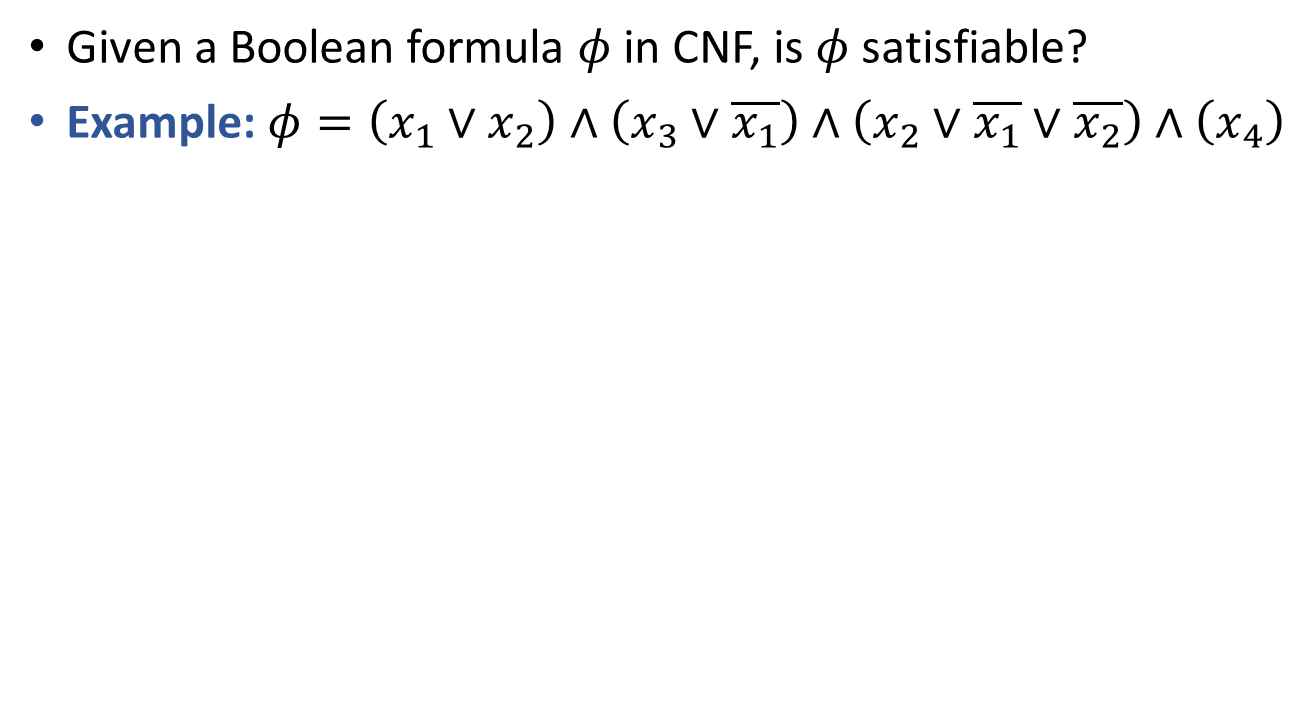 • Given a Boolean formula 𝜙 in CNF, is 𝜙 satisfiable?
• Example: 𝜙 = (x₁ ∨ x₂) ∧ (x₃ ∨ x̅₁) ∧ (x₂ ∨ x̅₁ ∨ x̅₂) ∧ (x₄)